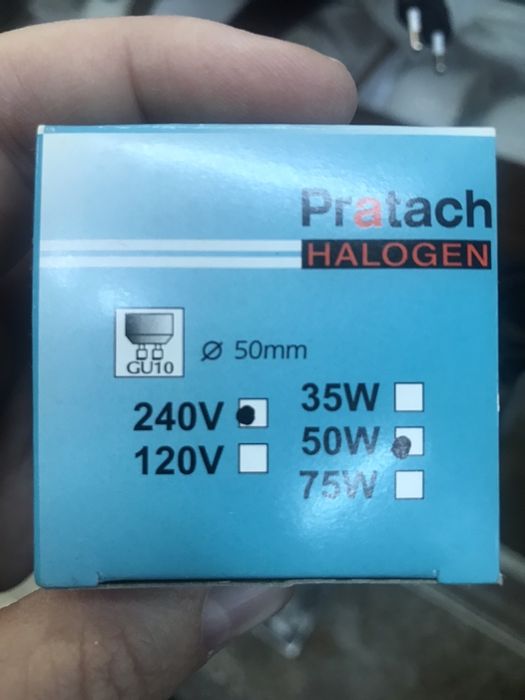 Pratach
HALOGEN
GU10
Ø 50mm
240V
120V
35W
50W
75W